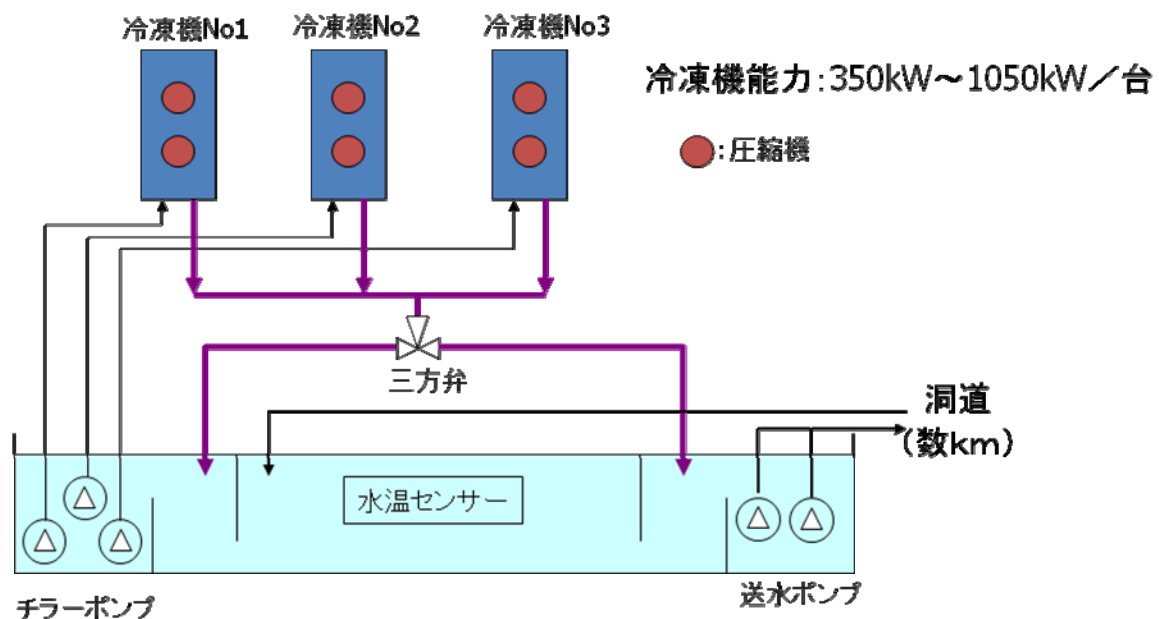 冷凍機No1
冷凍機No2
冷凍機No3
冷凍機能力:350kW～1050kW／台
:圧縮機
三方弁
洞道
（数km）
水温センサー
チラーポンプ
送水ポンプ